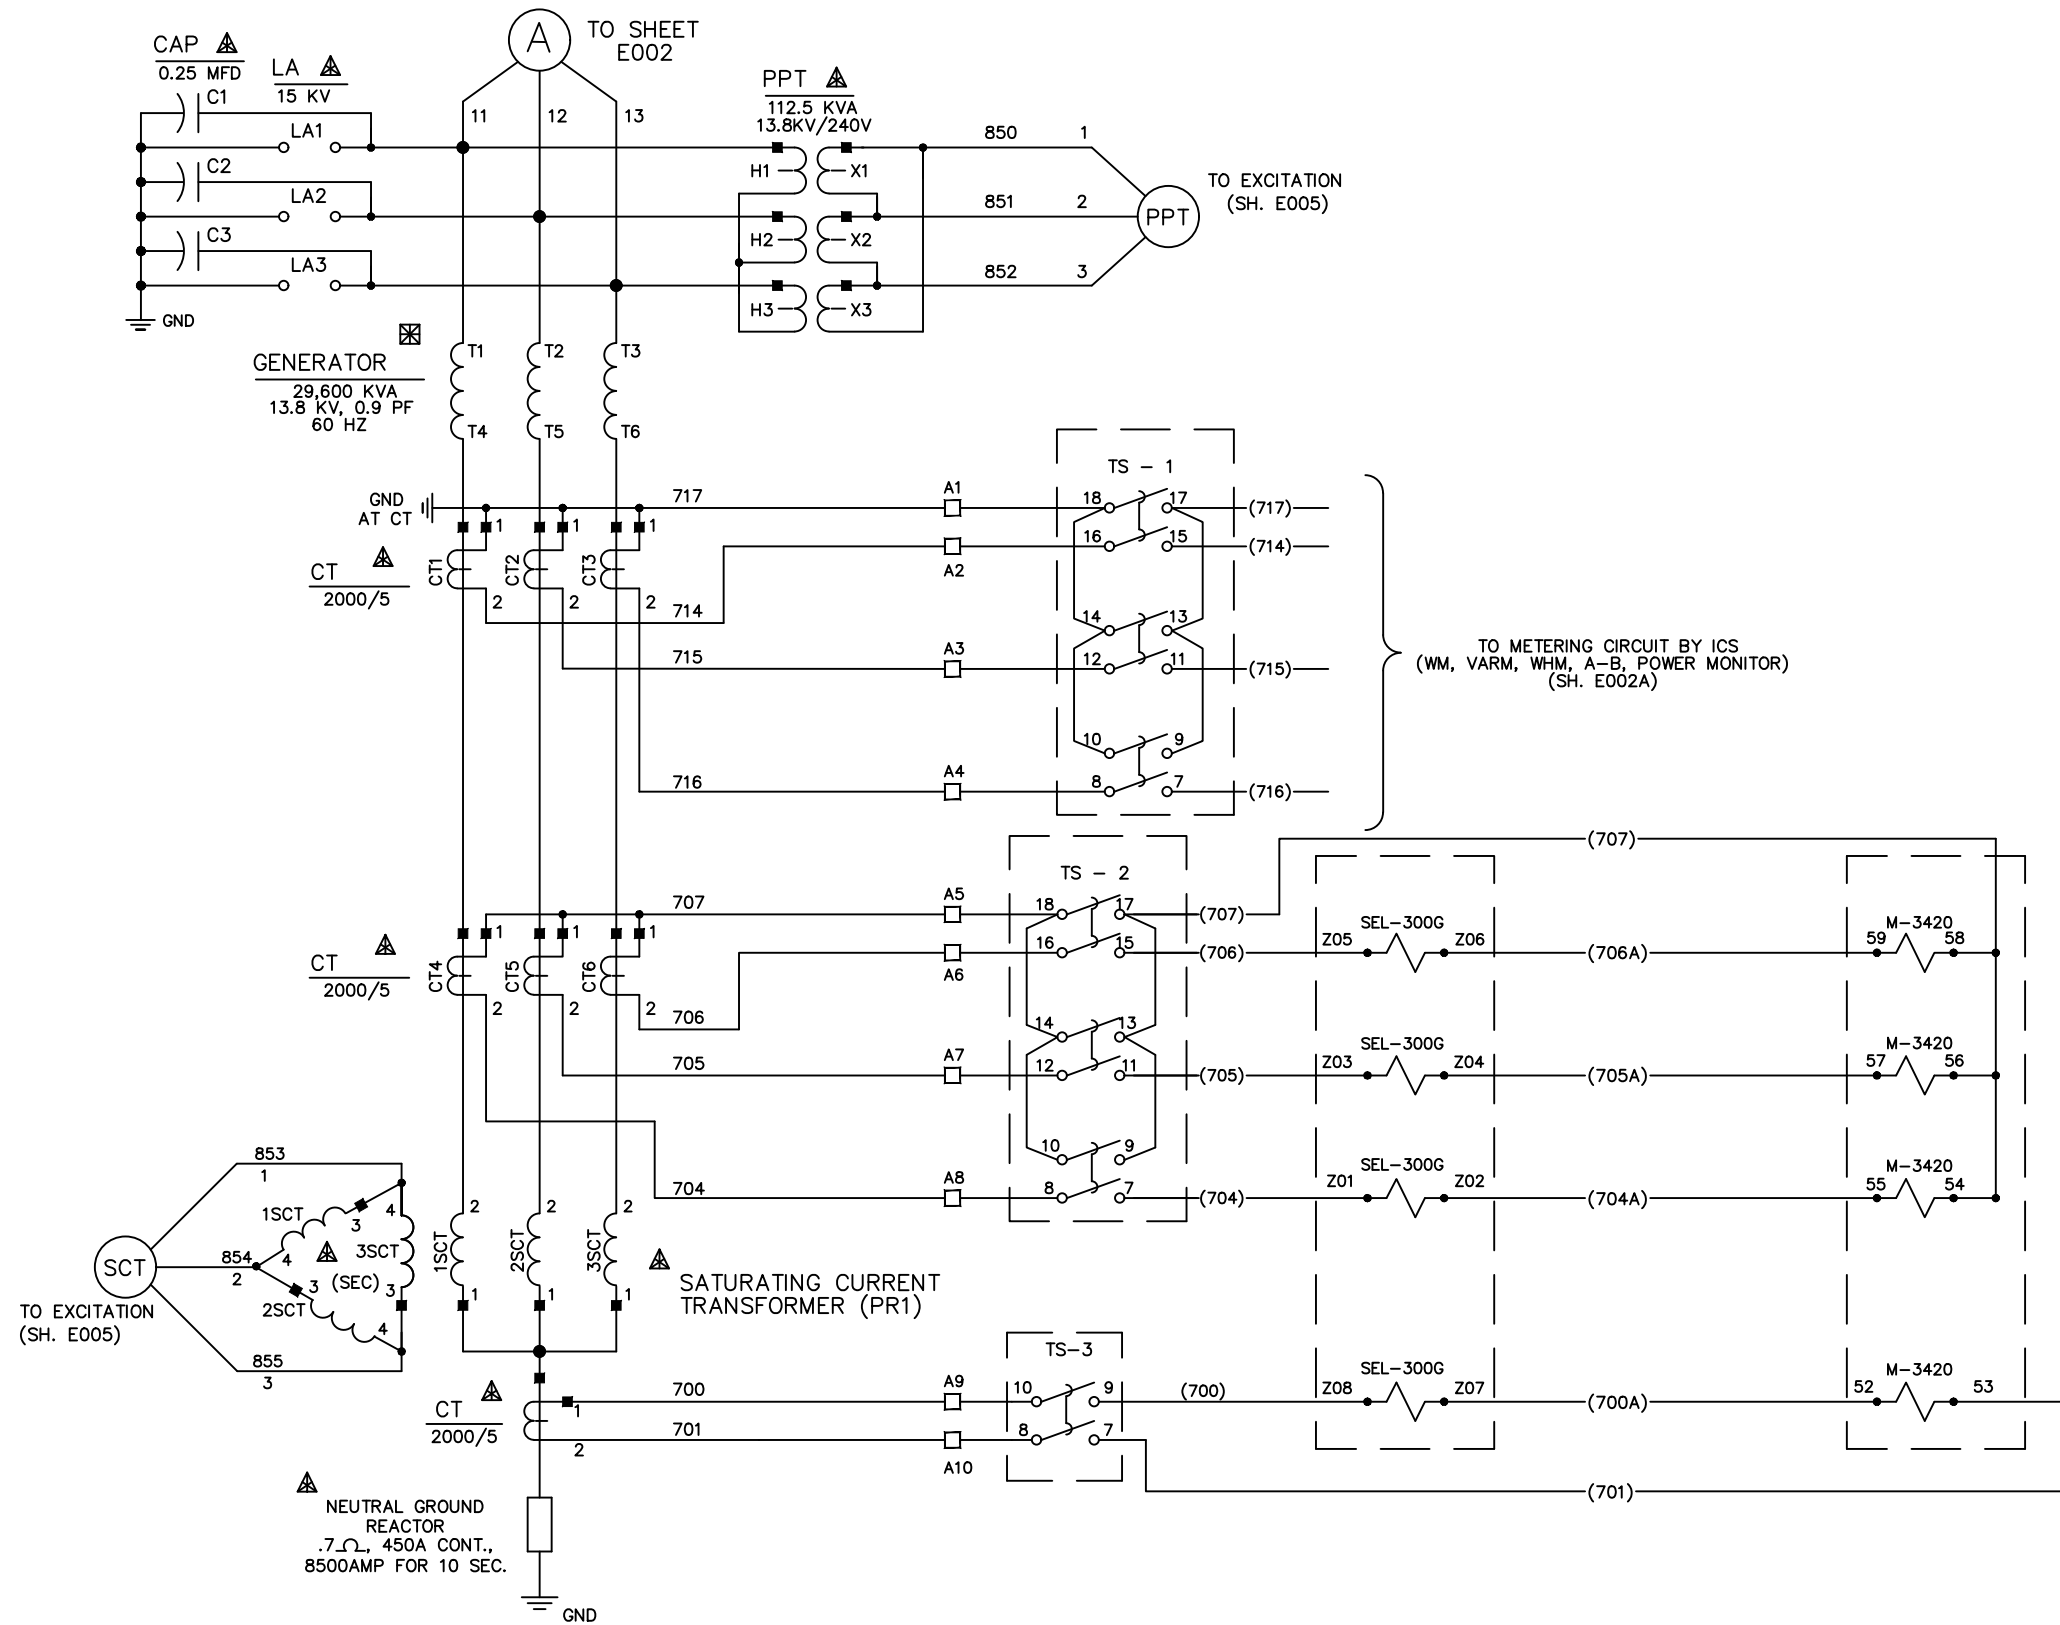 A
TO SHEET
E002
CAP
0.25 MFD
LA
15 KV
C1
LA1
C2
LA2
C3
LA3
GND
11
12
13
PPT
112.5 KVA
13.8KV/240V
H1
X1
H2
X2
H3
X3
850
1
851
2
852
3
PPT
TO EXCITATION
(SH. E005)
GENERATOR
29,600 KVA
13.8 KV, 0.9 PF
60 HZ
T1
T2
T3
T4
T5
T6
GND
AT CT
CT
2000/5
1
1
1
CT1
CT2
CT3
2
2
2
717
714
715
716
A1
A2
A3
A4
TS - 1
18
17
16
15
14
13
12
11
10
9
8
7
(717)
(714)
(715)
(716)
TO METERING CIRCUIT BY ICS
(WM, VARM, WHM, A-B, POWER MONITOR)
(SH. E002A)
CT
2000/5
1
1
1
CT4
CT5
CT6
2
2
2
707
706
705
704
A5
A6
A7
A8
TS - 2
18
17
16
15
14
13
12
11
10
9
8
7
(707)
(707)
(706)
(705)
(704)
SEL-300G
Z05
Z06
(706A)
M-3420
59
58
SEL-300G
Z03
Z04
(705A)
M-3420
57
56
SEL-300G
Z01
Z02
(704A)
M-3420
55
54
853
1
1SCT
3
4
4
3SCT
SCT
854
2
(SEC)
3
3
2SCT
4
TO EXCITATION
(SH. E005)
855
3
2
2
2
1SCT
2SCT
3SCT
1
1
1
SATURATING CURRENT
TRANSFORMER (PR1)
CT
2000/5
1
2
700
701
A9
A10
TS-3
10
9
8
7
(700)
SEL-300G
Z08
Z07
(700A)
M-3420
52
53
(701)
NEUTRAL GROUND
REACTOR
.7Ω, 450A CONT.,
8500AMP FOR 10 SEC.
GND